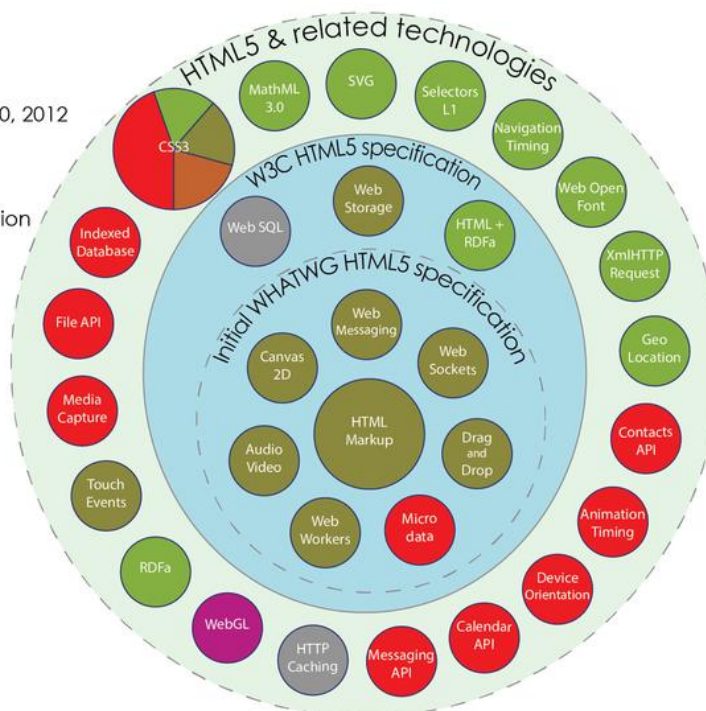 HTML5 & related technologies
0, 2012
ion
CSS3
MathML
3.0
SVG
Selectors
L1
Navigation
Timing
Web Open
Font
XmlHTTP
Request
Geo
Location
Contacts
API
Animation
Timing
Device
Orientation
Calendar
API
Messaging
API
HTTP
Caching
WebGL
RDFa
Touch
Events
Media
Capture
File API
Indexed
Database
W3C HTML5 specification
Web SQL
Web
Storage
HTML +
RDFa
Initial WHATWG HTML5 specification
Web
Messaging
Web
Sockets
Drag
and
Drop
Micro
data
Web
Workers
Audio
Video
Canvas
2D
HTML
Markup